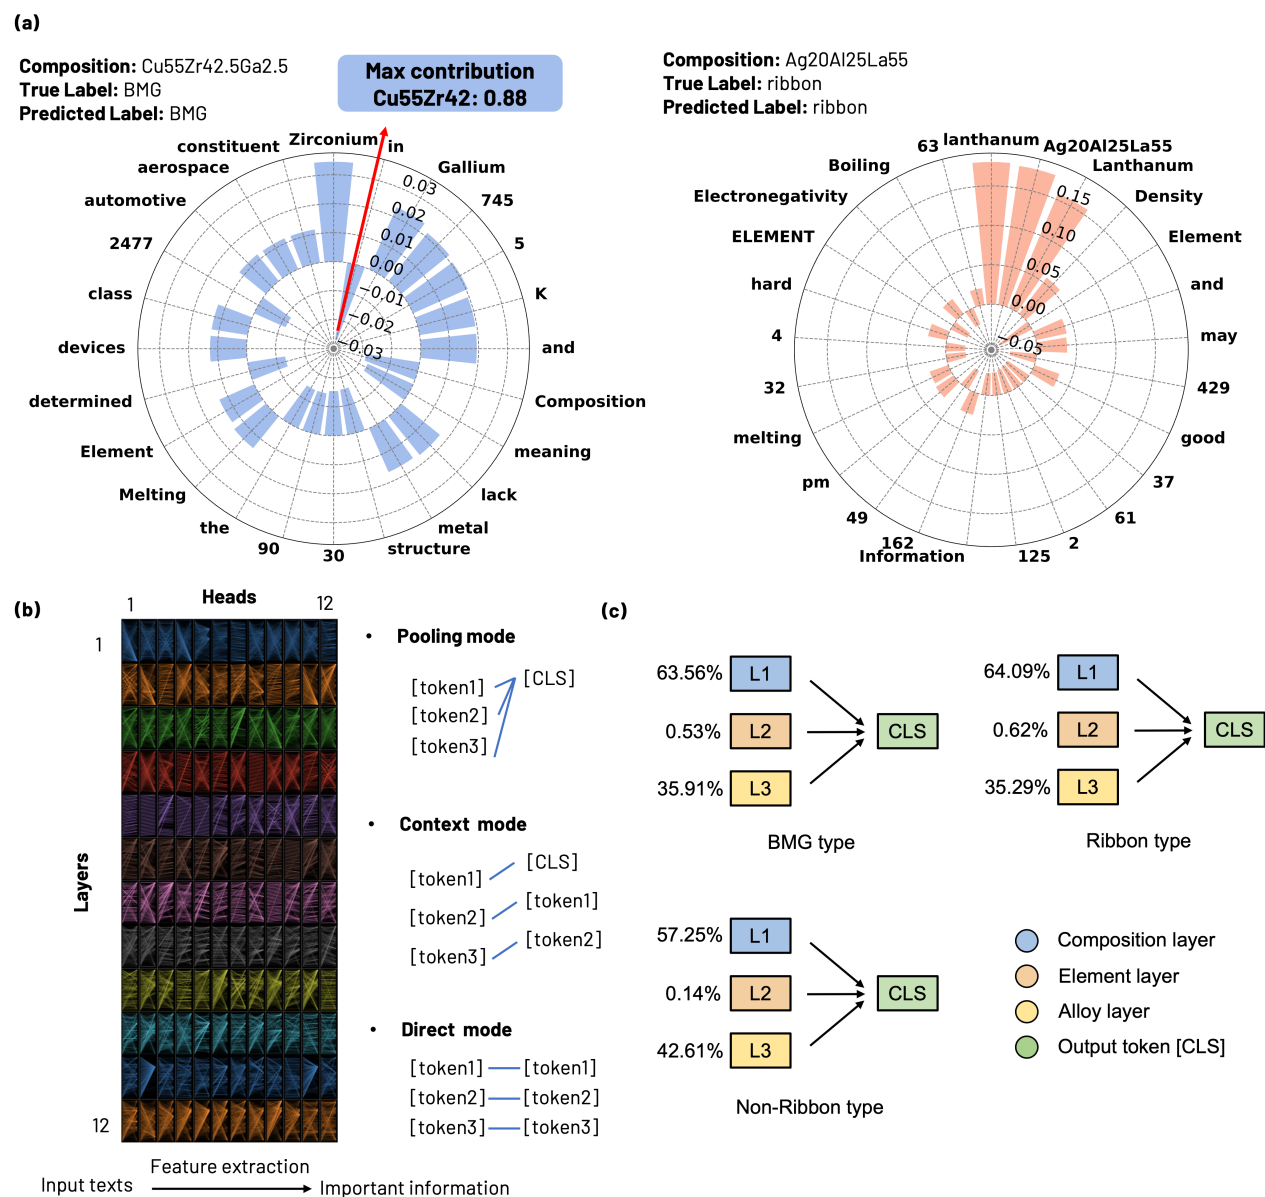 (a)
Composition: Cu55Zr42.5Ga2.5
True Label: BMG
Predicted Label: BMG
Max contribution
Cu55Zr42: 0.88
Zirconium
in
Gallium
745
5
K
and
Composition
meaning
lack
metal
structure
30
90
the
Melting
Element
determined
devices
class
2477
automotive
aerospace
constituent
0.03
0.02
0.01
0.00
−0.01
−0.02
−0.03
Composition: Ag20Al25La55
True Label: ribbon
Predicted Label: ribbon
lanthanum
Ag20Al25La55
Lanthanum
Density
Element
and
may
429
good
37
61
2
125
Information
162
49
pm
melting
32
4
hard
ELEMENT
Electronegativity
Boiling
63
0.15
0.10
0.05
0.00
−0.05
(b)
Heads
1
12
1
Layers
12
Feature extraction
Input texts
Important information
• Pooling mode
[token1]
[token2]
[token3]
[CLS]
• Context mode
[token1] [CLS]
[token2] [token1]
[token3] [token2]
• Direct mode
[token1] [token1]
[token2] [token2]
[token3] [token3]
(c)
63.56% L1
0.53% L2 CLS
35.91% L3
BMG type
64.09% L1
0.62% L2 CLS
35.29% L3
Ribbon type
57.25% L1
0.14% L2 CLS
42.61% L3
Non-Ribbon type
Composition layer
Element layer
Alloy layer
Output token [CLS]